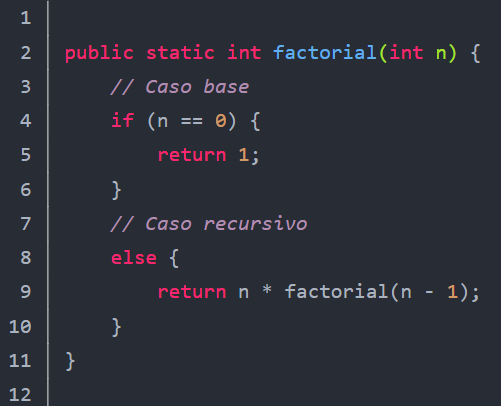 1
2 public static int factorial(int n) {
3     // Caso base
4     if (n == 0) {
5         return 1;
6     }
7     // Caso recursivo
8     else {
9         return n * factorial(n - 1);
10     }
11 }
12